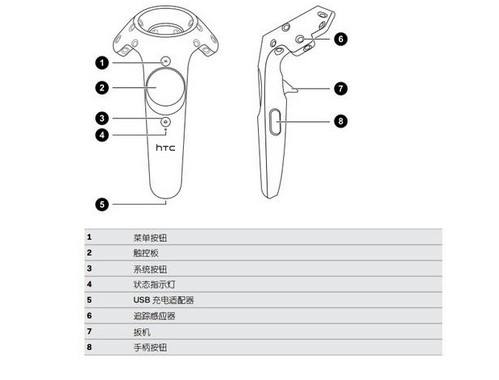 1
2
3
4
5
6
7
8
hTC
1 菜单按钮
2 触控板
3 系统按钮
4 状态指示灯
5 USB 充电适配器
6 追踪感应器
7 扳机
8 手柄按钮